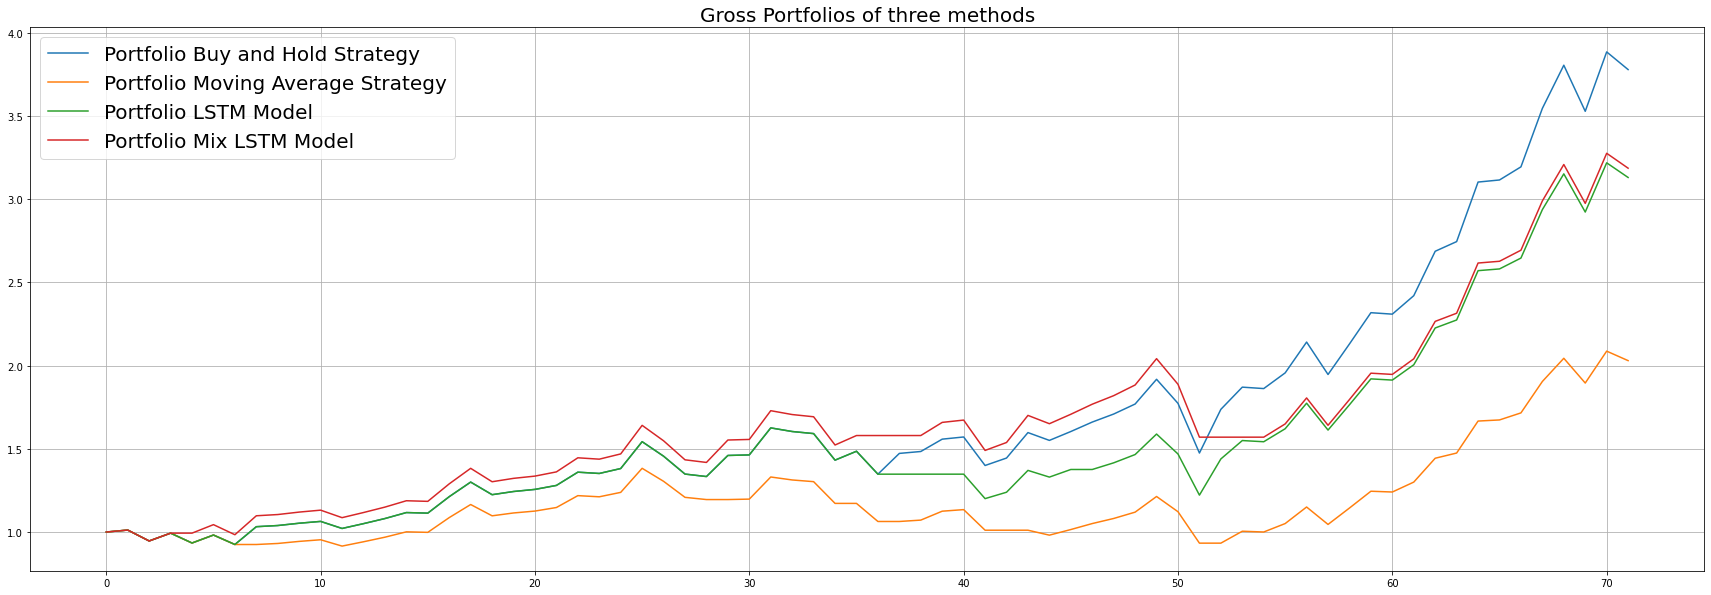 Gross Portfolios of three methods
Portfolio Buy and Hold Strategy
Portfolio Moving Average Strategy
Portfolio LSTM Model
Portfolio Mix LSTM Model
4.0
3.5
3.0
2.5
2.0
1.5
1.0
0 10 20 30 40 50 60 70